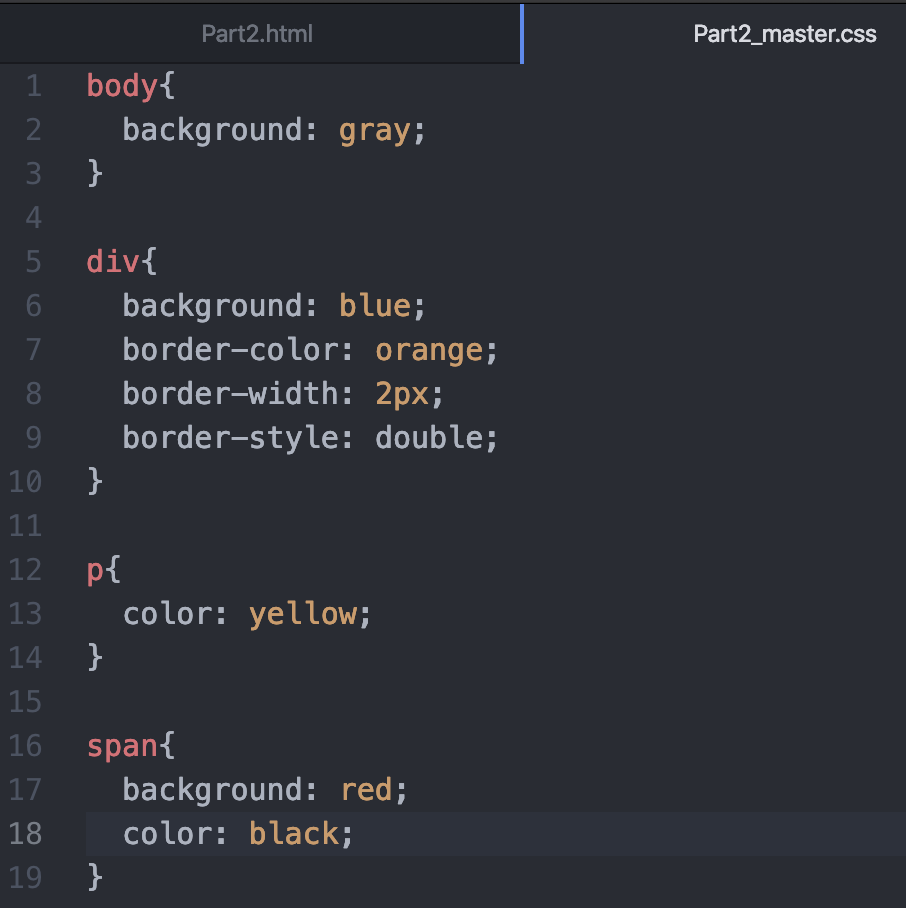 Part2.html
Part2_master.css
1 body{
2   background: gray;
3 }
4
5 div{
6   background: blue;
7   border-color: orange;
8   border-width: 2px;
9   border-style: double;
10 }
11
12 p{
13   color: yellow;
14 }
15
16 span{
17   background: red;
18   color: black;
19 }